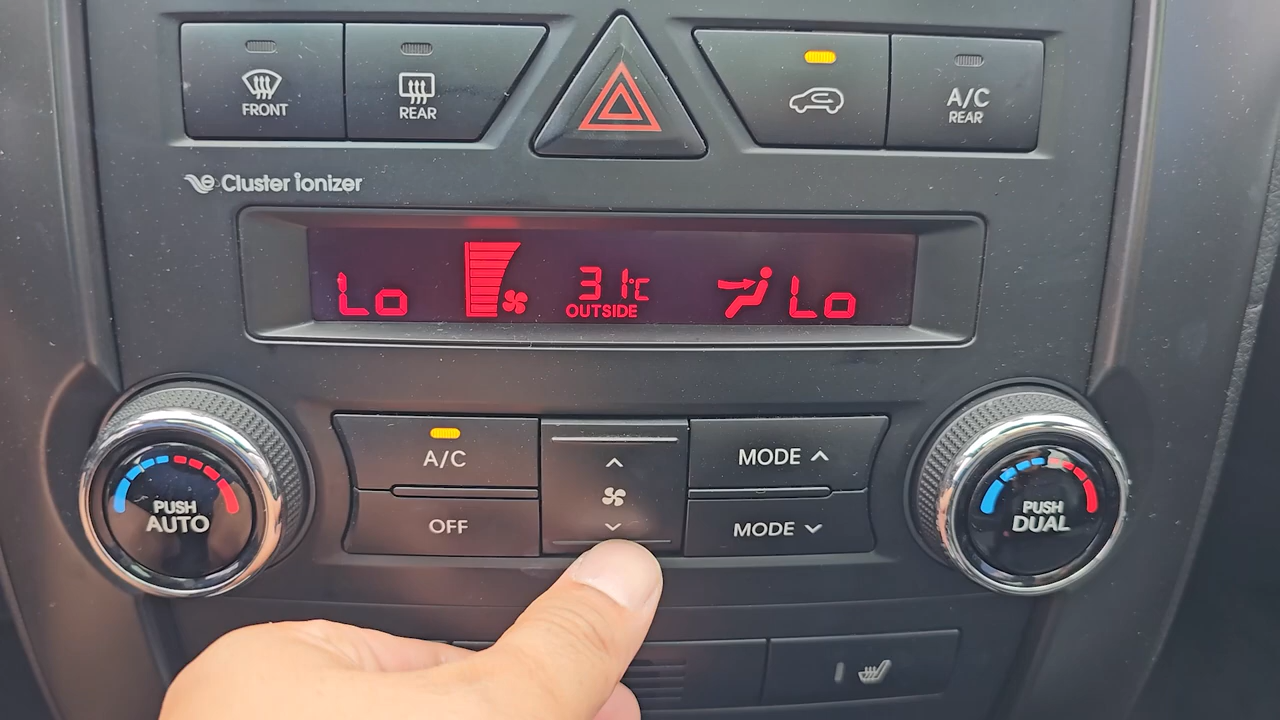 FRONT
REAR
A/C
REAR
Cluster ionizer
Lo
31°C
OUTSIDE
Lo
PUSH
AUTO
A/C
OFF
MODE
MODE
PUSH
DUAL